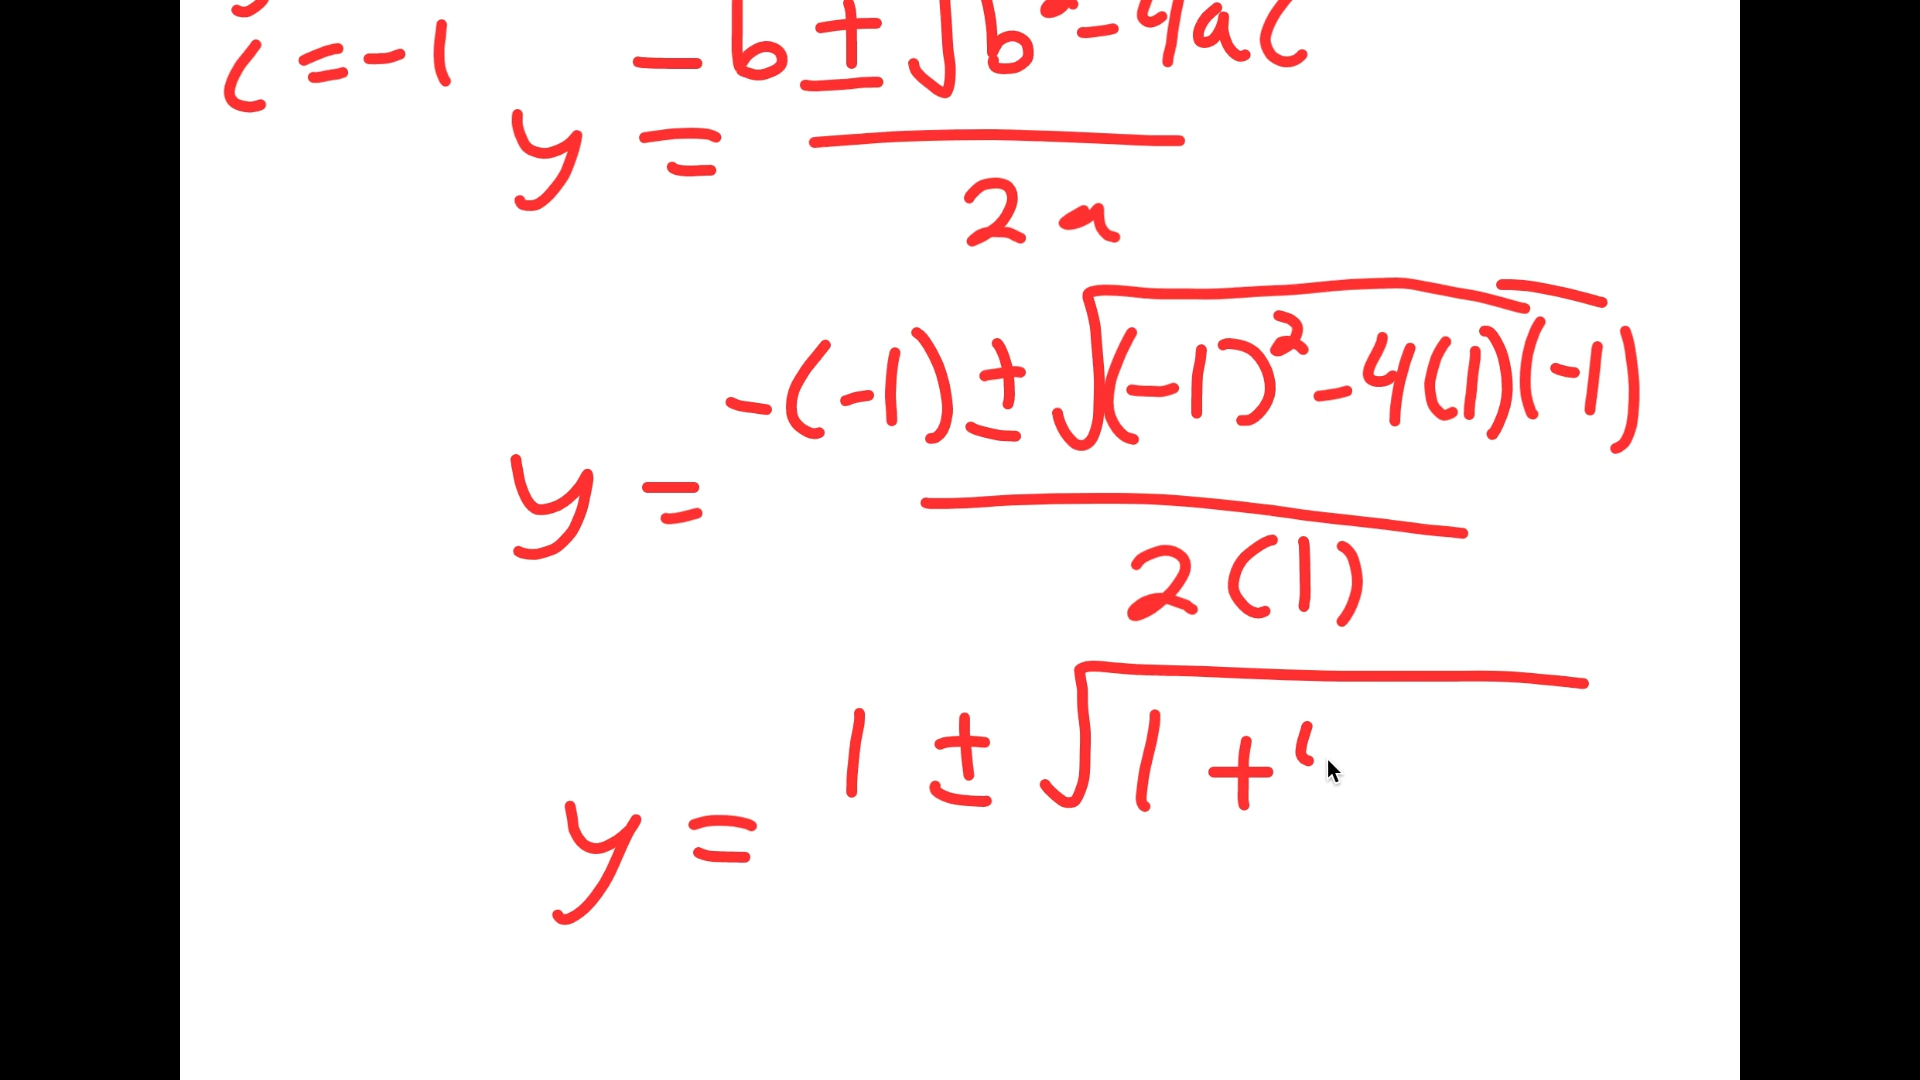 c = -1
y = -b ± √b² - 4ac
2a
y = -(-1) ± √(-1)² - 4(1)(-1)
2(1)
y = 1 ± √1 +